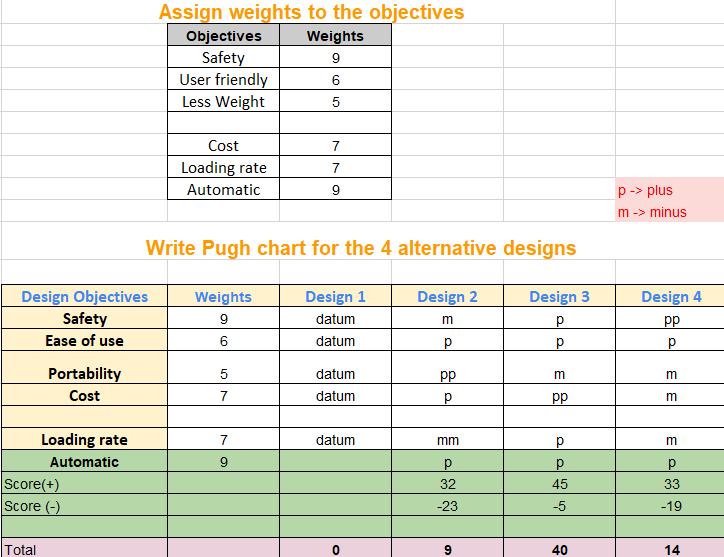 Assign weights to the objectives
Objectives Weights
Safety 9
User friendly 6
Less Weight 5
Cost 7
Loading rate 7
Automatic 9
p -> plus
m -> minus
Write Pugh chart for the 4 alternative designs
Design Objectives Weights Design 1 Design 2 Design 3 Design 4
Safety 9 datum m p pp
Ease of use 6 datum p p p
Portability 5 datum pp m m
Cost 7 datum p pp m
Loading rate 7 datum mm p m
Automatic 9 p p p
Score(+) 32 45 33
Score (-) -23 -5 -19
Total 0 9 40 14